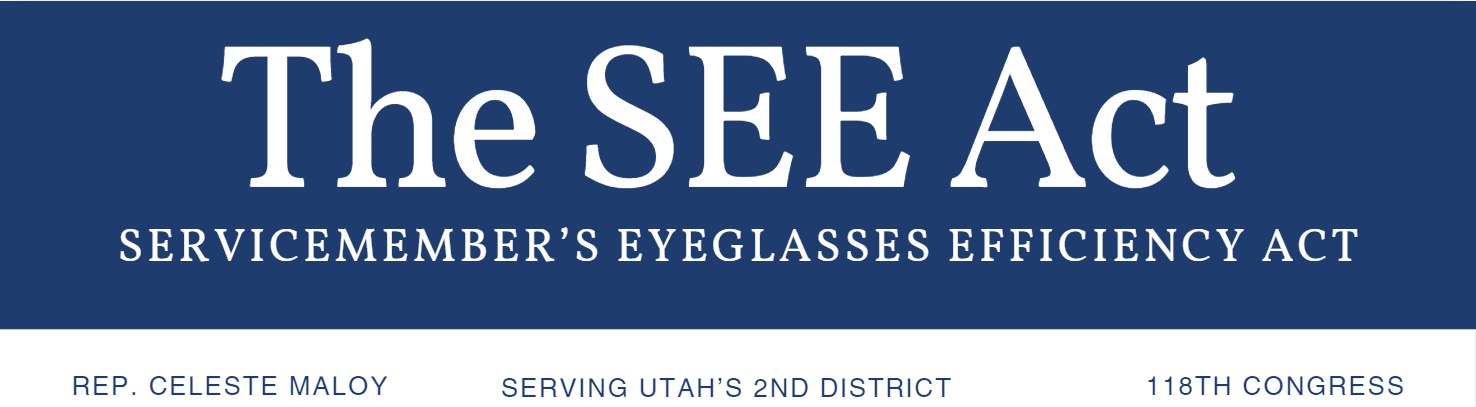 The SEE Act
SERVICEMEMBER’S EYEGLASSES EFFICIENCY ACT
REP. CELESTE MALOY SERVING UTAH’S 2ND DISTRICT 118TH CONGRESS